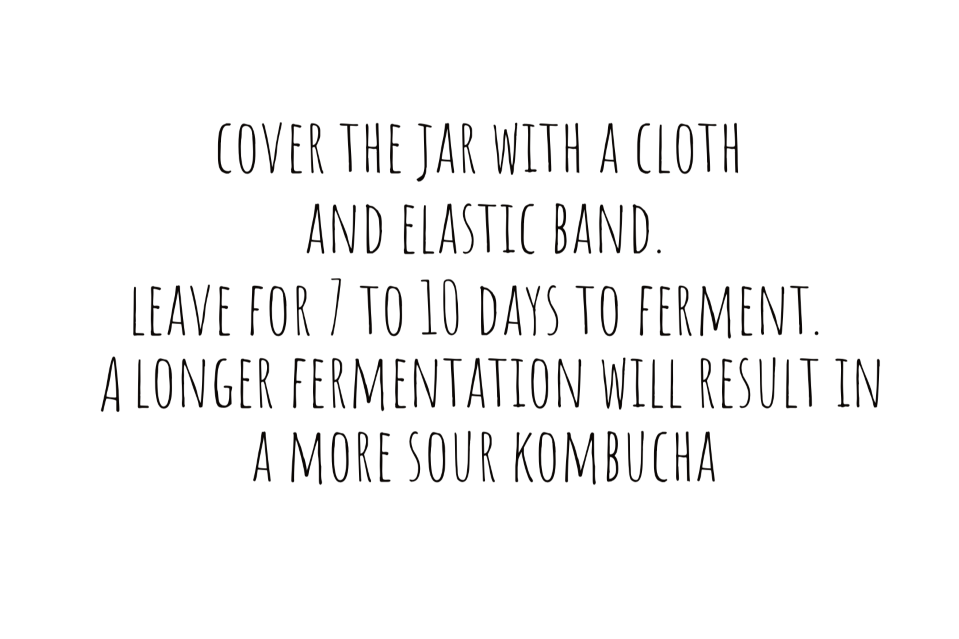 COVER THE JAR WITH A CLOTH
AND ELASTIC BAND.
LEAVE FOR 7 TO 10 DAYS TO FERMENT.
A LONGER FERMENTATION WILL RESULT IN
A MORE SOUR KOMBUCHA